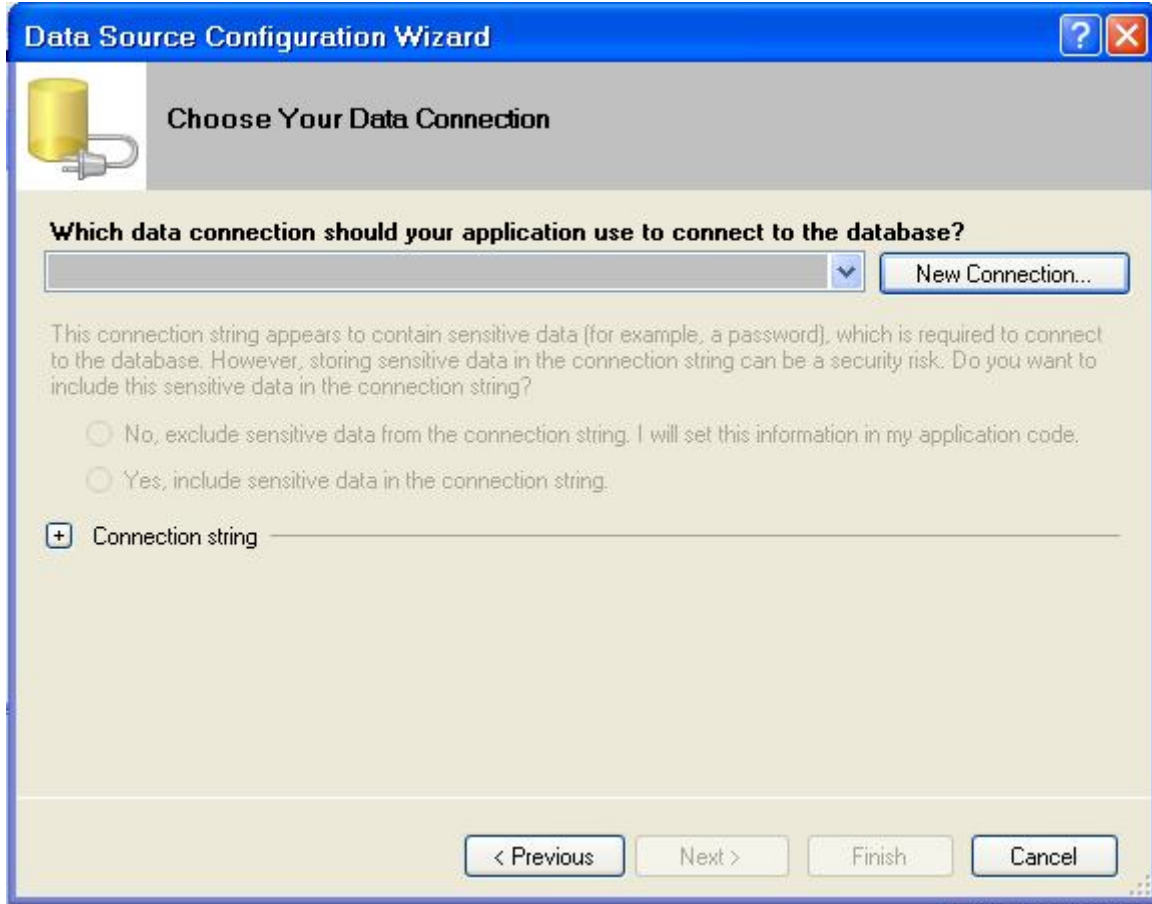 Data Source Configuration Wizard
Choose Your Data Connection
Which data connection should your application use to connect to the database?
New Connection...
This connection string appears to contain sensitive data (for example, a password), which is required to connect
to the database. However, storing sensitive data in the connection string can be a security risk. Do you want to
include this sensitive data in the connection string?
No, exclude sensitive data from the connection string. I will set this information in my application code.
Yes, include sensitive data in the connection string.
Connection string
< Previous
Next >
Finish
Cancel